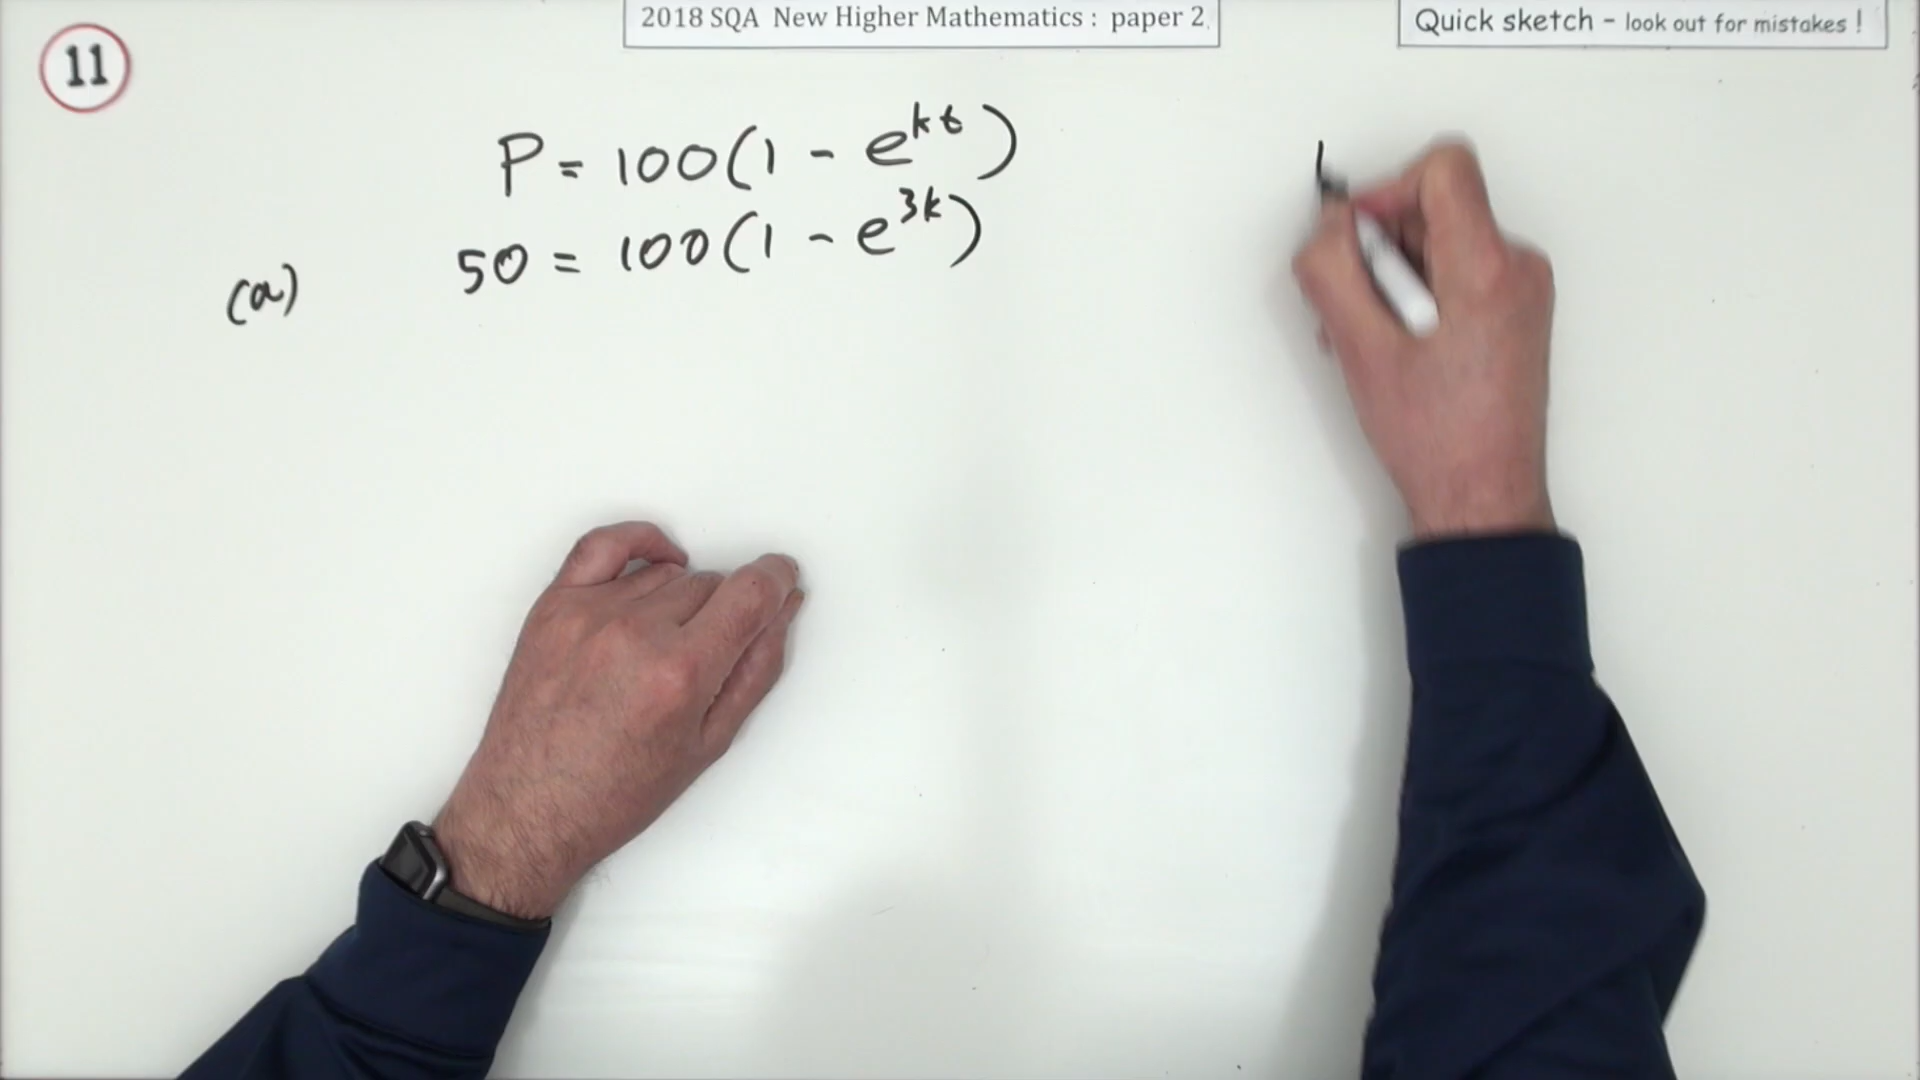 2018 SQA New Higher Mathematics : paper 2
Quick sketch - look out for mistakes !
11
P = 100(1 - e^{kt})
50 = 100(1 - e^{3k})
(a)